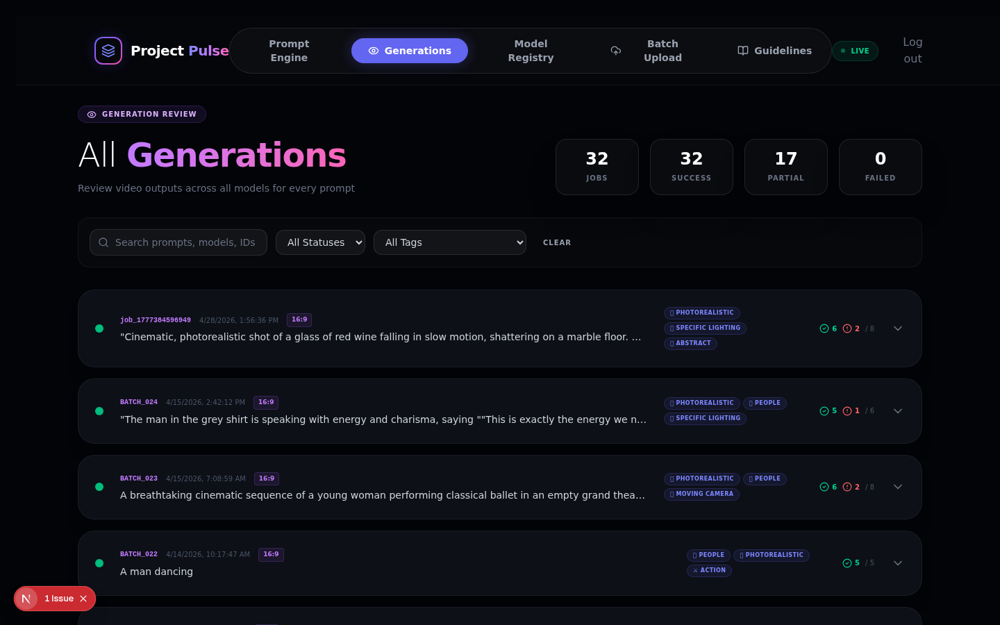 Project Pulse
Prompt
Engine
Generations
Model
Registry
Batch
Upload
Guidelines
LIVE
Log
out
GENERATION REVIEW
All Generations
Review video outputs across all models for every prompt
32
JOBS
32
SUCCESS
17
PARTIAL
0
FAILED
Search prompts, models, IDs
All Statuses
All Tags
CLEAR
job_1777384596949 4/28/2026, 1:56:36 PM 16:9
"Cinematic, photorealistic shot of a glass of red wine falling in slow motion, shattering on a marble floor. ...
PHOTOREALISTIC
SPECIFIC LIGHTING
ABSTRACT
6 2 / 8
BATCH_024 4/15/2026, 2:42:12 PM 16:9
"The man in the grey shirt is speaking with energy and charisma, saying ""This is exactly the energy we n...
PHOTOREALISTIC PEOPLE
SPECIFIC LIGHTING
5 1 / 6
BATCH_023 4/15/2026, 7:08:59 AM 16:9
A breathtaking cinematic sequence of a young woman performing classical ballet in an empty grand thea...
PHOTOREALISTIC PEOPLE
MOVING CAMERA
6 2 / 8
BATCH_022 4/14/2026, 10:17:47 AM 16:9
A man dancing
PEOPLE PHOTOREALISTIC
⚔ ACTION
5 / 5
N 1 Issue